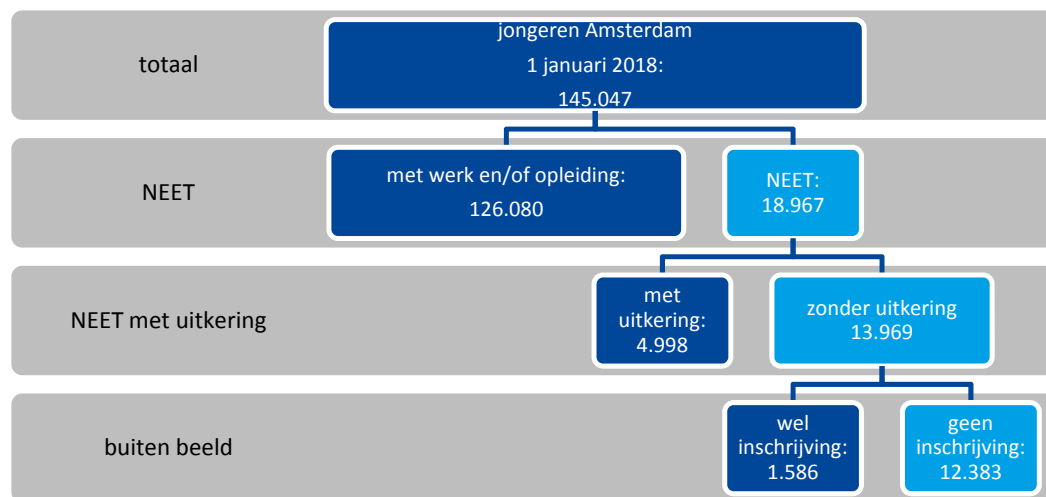 totaal
jongeren Amsterdam
1 januari 2018:
145.047
NEET
met werk en/of opleiding:
126.080
NEET:
18.967
NEET met uitkering
met
uitkering:
4.998
zonder uitkering
13.969
buiten beeld
wel
inschrijving:
1.586
geen
inschrijving:
12.383